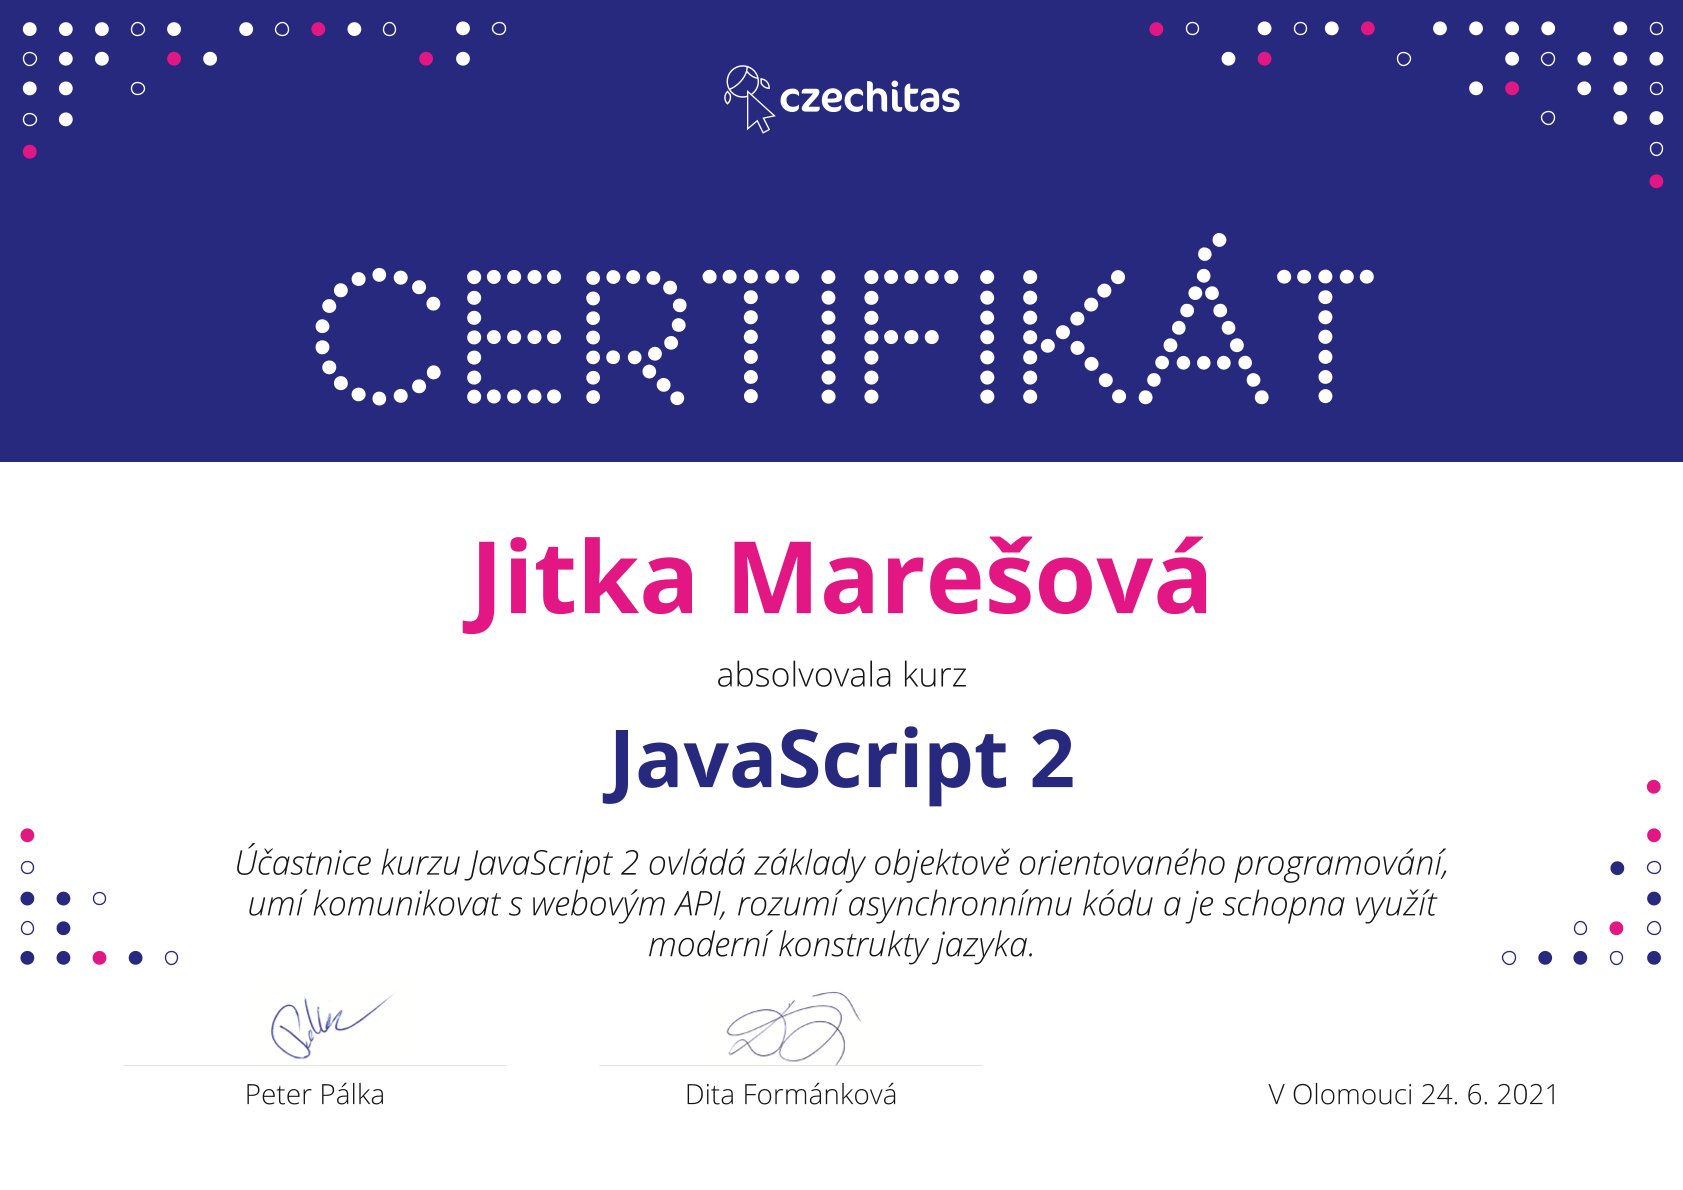 czechitas
CERTIFIKÁT
Jitka Marešová
absolvovala kurz
JavaScript 2
Účastnice kurzu JavaScript 2 ovládá základy objektově orientovaného programování,
umí komunikovat s webovým API, rozumí asynchronnímu kódu a je schopna využít
moderní konstrukty jazyka.
Peter Pálka
Dita Formánková
V Olomouci 24. 6. 2021